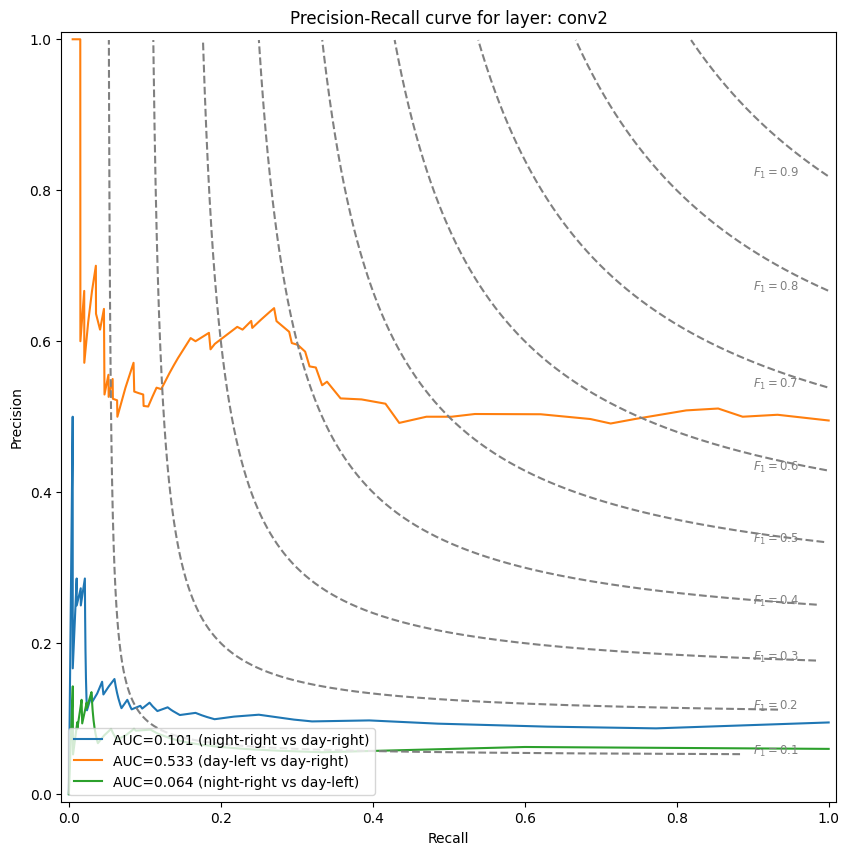 Precision-Recall curve for layer: conv2
1.0
0.8
0.6
0.4
0.2
0.0
Precision
F₁ = 0.9
F₁ = 0.8
F₁ = 0.7
F₁ = 0.6
F₁ = 0.5
F₁ = 0.4
F₁ = 0.3
F₁ = 0.2
F₁ = 0.1
AUC=0.101 (night-right vs day-right)
AUC=0.533 (day-left vs day-right)
AUC=0.064 (night-right vs day-left)
0.0 0.2 0.4 0.6 0.8 1.0
Recall